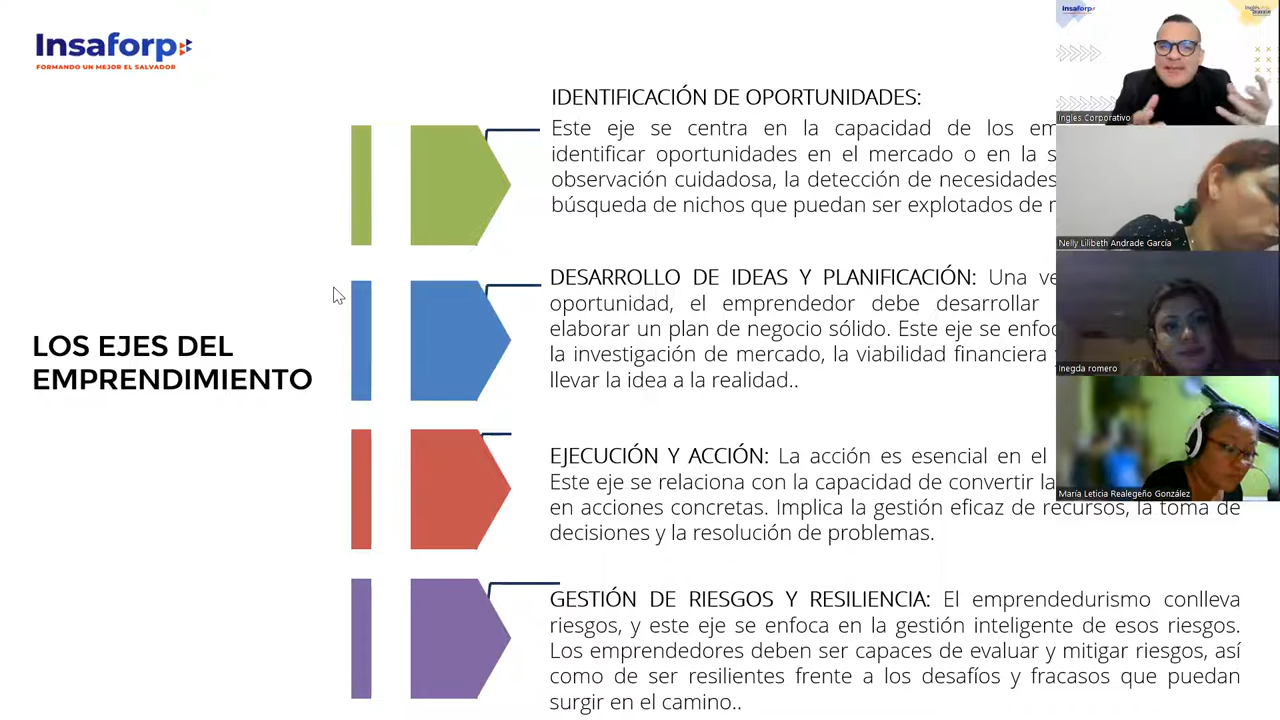 Insaforp
FORMANDO UN MEJOR EL SALVADOR
LOS EJES DEL
EMPRENDIMIENTO
IDENTIFICACIÓN DE OPORTUNIDADES:
Este eje se centra en la capacidad de los
identificar oportunidades en el mercado o en la
observación cuidadosa, la detección de necesidades
búsqueda de nichos que puedan ser explotados de
DESARROLLO DE IDEAS Y PLANIFICACIÓN: Una
oportunidad, el emprendedor debe desarrollar
elaborar un plan de negocio sólido. Este eje se
la investigación de mercado, la viabilidad financiera
llevar la idea a la realidad..
EJECUCIÓN Y ACCIÓN: La acción es esencial en el
Este eje se relaciona con la capacidad de convertir
en acciones concretas. Implica la gestión eficaz de recursos, la toma de
decisiones y la resolución de problemas.
GESTIÓN DE RIESGOS Y RESILIENCIA: El emprendedurismo conlleva
riesgos, y este eje se enfoca en la gestión inteligente de esos riesgos.
Los emprendedores deben ser capaces de evaluar y mitigar riesgos, así
como de ser resilientes frente a los desafíos y fracasos que puedan
surgir en el camino..
Insaforp
Ingles Corporativo
Nelly Lilibeth Andrade García
Inegda romero
María Leticia Realegeño González